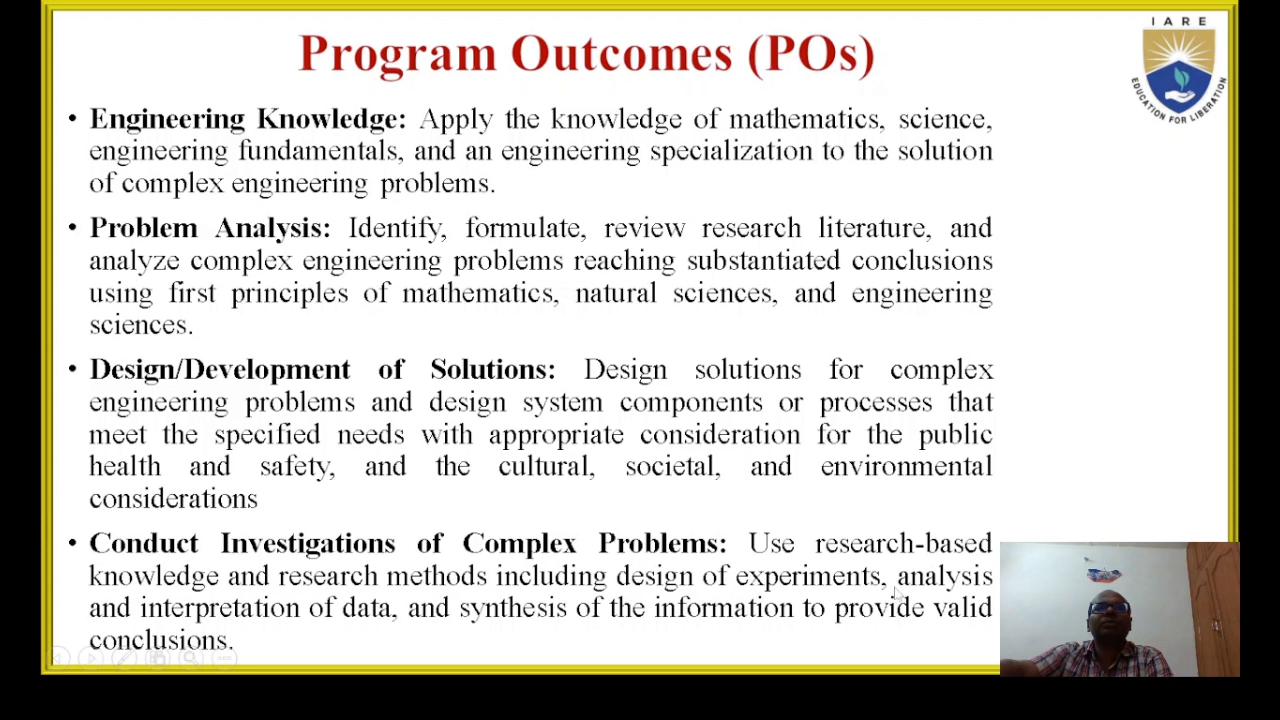 Program Outcomes (POs)
IARE
EDUCATION FOR LIBERATION
• Engineering Knowledge: Apply the knowledge of mathematics, science,
engineering fundamentals, and an engineering specialization to the solution
of complex engineering problems.
• Problem Analysis: Identify, formulate, review research literature, and
analyze complex engineering problems reaching substantiated conclusions
using first principles of mathematics, natural sciences, and engineering
sciences.
• Design/Development of Solutions: Design solutions for complex
engineering problems and design system components or processes that
meet the specified needs with appropriate consideration for the public
health and safety, and the cultural, societal, and environmental
considerations
• Conduct Investigations of Complex Problems: Use research-based
knowledge and research methods including design of experiments, analysis
and interpretation of data, and synthesis of the information to provide valid
conclusions.